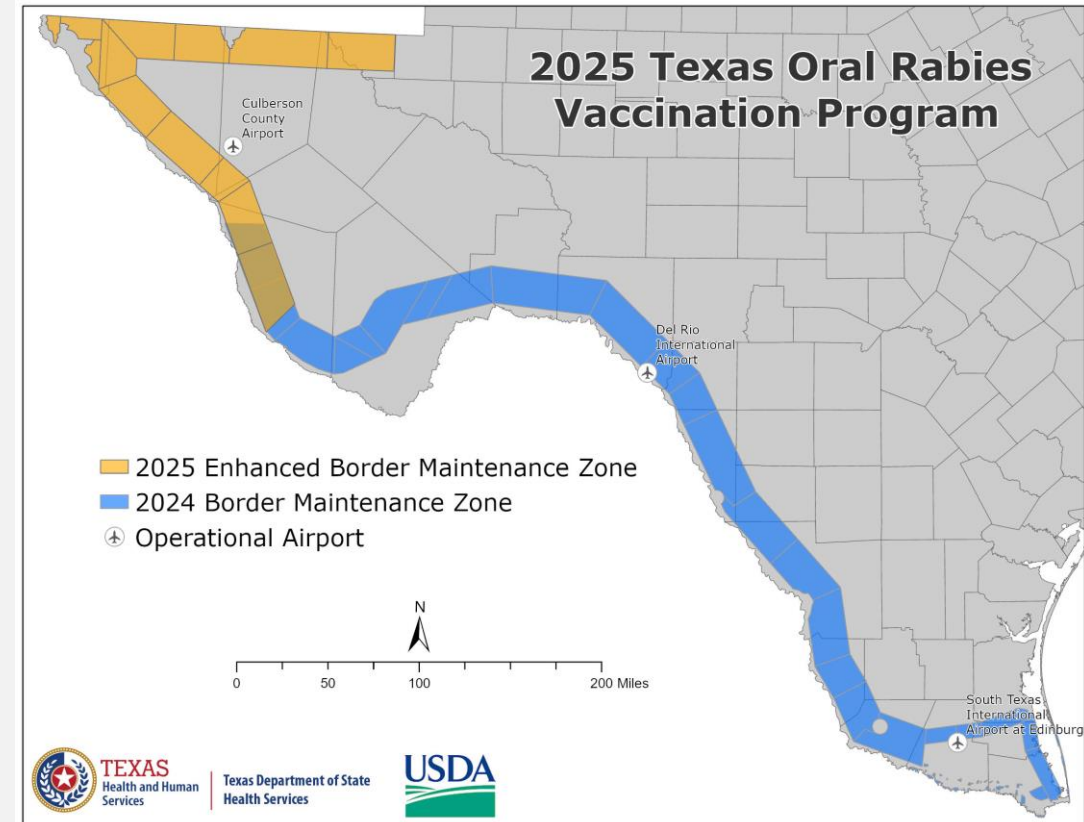 2025 Texas Oral Rabies
Vaccination Program
Culberson
County
Airport
Del Rio
International
Airport
2025 Enhanced Border Maintenance Zone
2024 Border Maintenance Zone
Operational Airport
N
0 50 100 200 Miles
South Texas
International
Airport at Edinburg
TEXAS
Health and Human
Services
Texas Department of State
Health Services
USDA